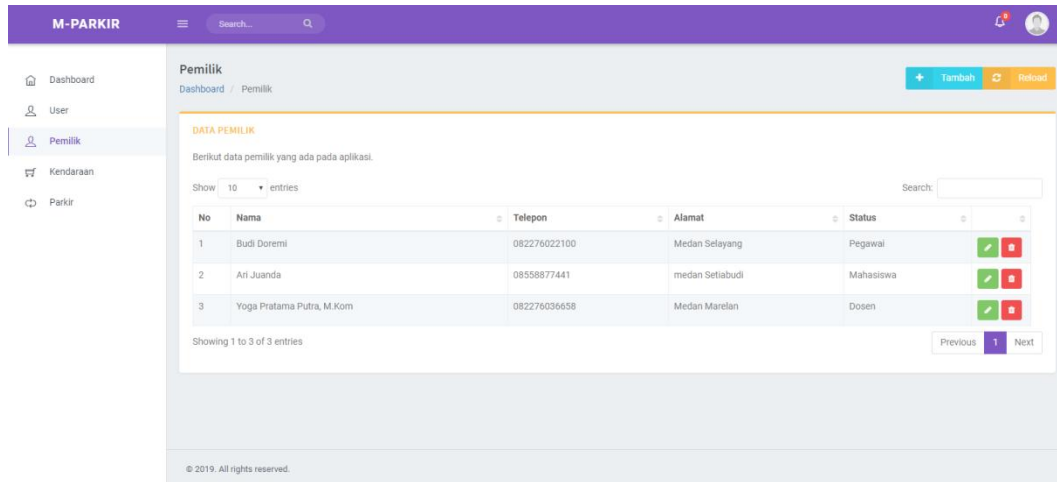 M-PARKIR
Search...
0
Dashboard
User
Pemilik
Kendaraan
Parkir
Pemilik
Dashboard / Pemilik
+ Tambah Reload
DATA PEMILIK
Berikut data pemilik yang ada pada aplikasi.
Show 10 entries Search:
No Nama Telepon Alamat Status
1 Budi Doremi 082276022100 Medan Selayang Pegawai
2 Ari Juanda 08558877441 medan Setiabudi Mahasiswa
3 Yoga Pratama Putra, M.Kom 082276036658 Medan Marelan Dosen
Showing 1 to 3 of 3 entries Previous 1 Next
© 2019. All rights reserved.